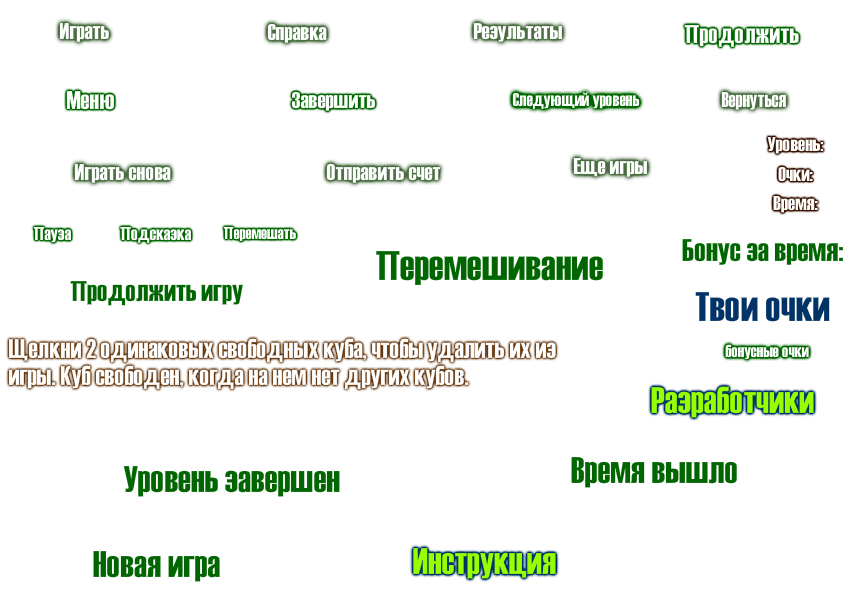 Играть
Справка
Результаты
Продолжить
Меню
Завершить
Следующий уровень
Вернуться
Уровень:
Играть снова
Отправить счет
Еще игры
Очки:
Время:
Пауза
Подсказка
Перемешать
Бонус за время:
Перемешивание
Продолжить игру
Твои очки
Щелкни 2 одинаковых свободных куба, чтобы удалить их из
игры. Куб свободен, когда на нем нет других кубов.
бонусные очки
Разработчики
Уровень завершен
Время вышло
Новая игра
Инструкция